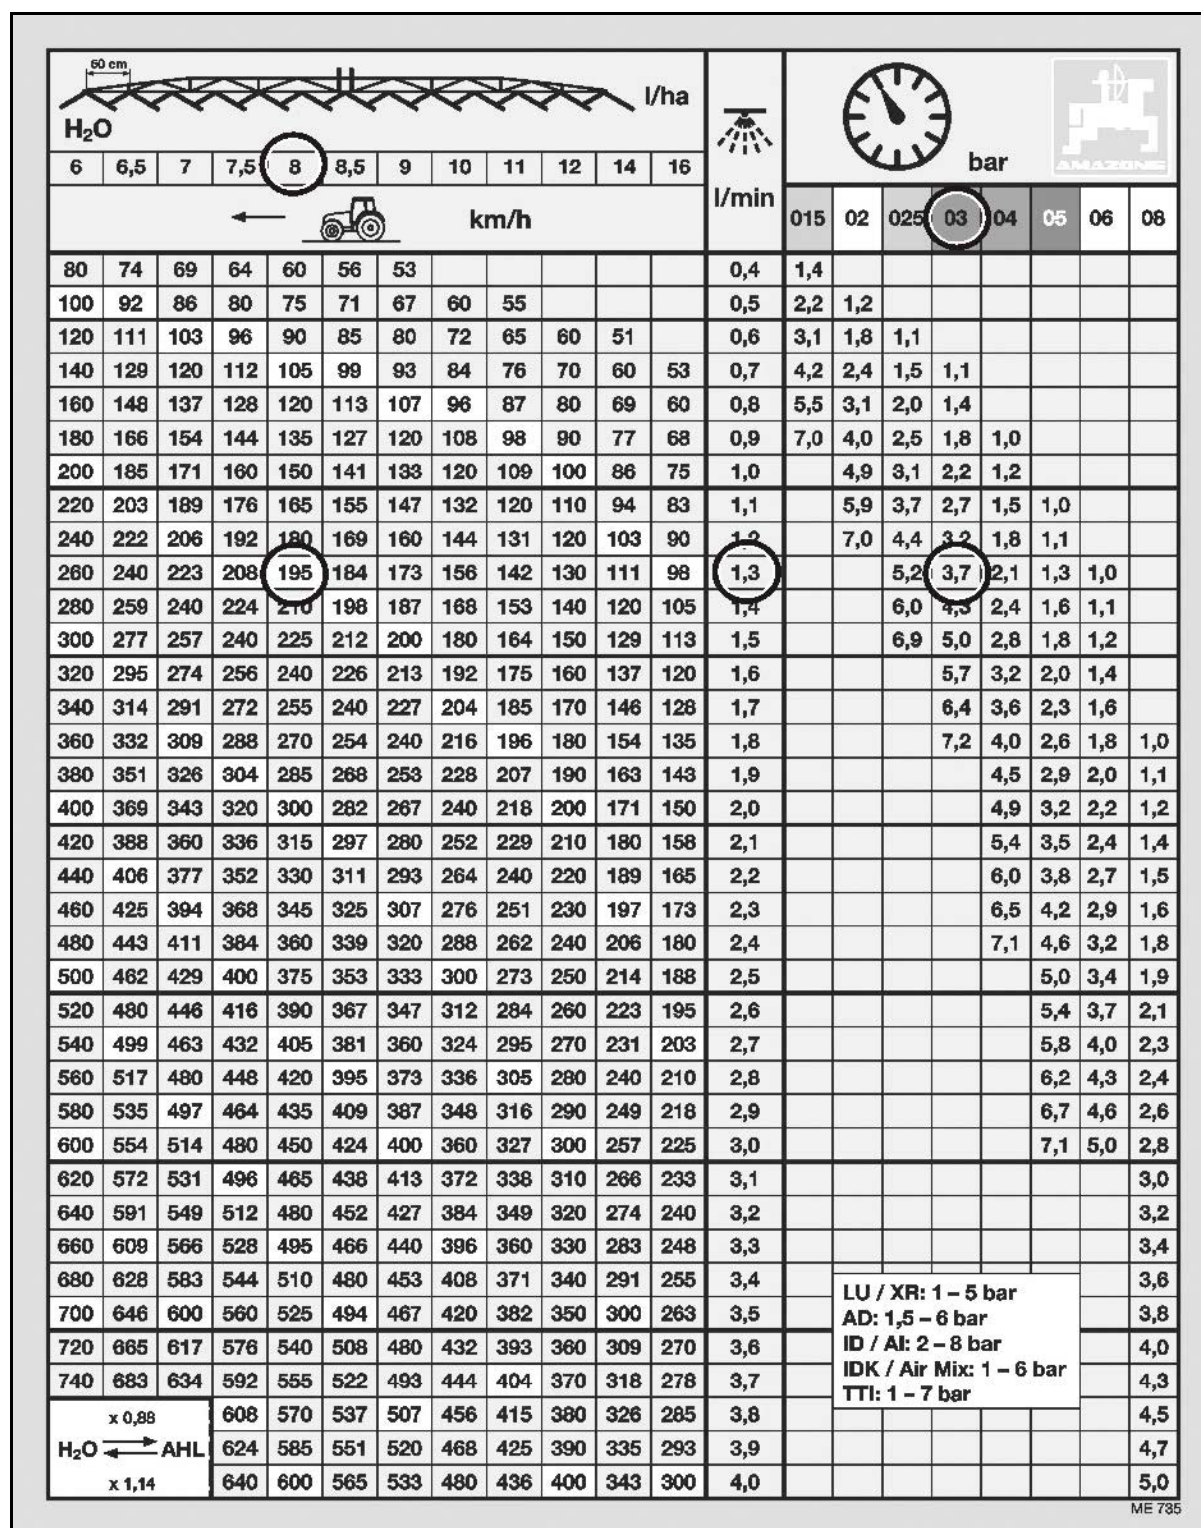 50 cm
l/ha
H₂O
bar
AMAZONE
6 6,5 7 7,5 8 8,5 9 10 11 12 14 16
l/min
km/h
015 02 025 03 04 05 06 08
80 74 69 64 60 56 53 0,4 1,4
100 92 86 80 75 71 67 60 55 0,5 2,2 1,2
120 111 103 96 90 85 80 72 65 60 51 0,6 3,1 1,8 1,1
140 129 120 112 105 99 93 84 76 70 60 53 0,7 4,2 2,4 1,5 1,1
160 148 137 128 120 113 107 96 87 80 69 60 0,8 5,5 3,1 2,0 1,4
180 166 154 144 135 127 120 108 98 90 77 68 0,9 7,0 4,0 2,5 1,8 1,0
200 185 171 160 150 141 133 120 109 100 86 75 1,0 4,9 3,1 2,2 1,2
220 203 189 176 165 155 147 132 120 110 94 83 1,1 5,9 3,7 2,7 1,5 1,0
240 222 206 192 180 169 160 144 131 120 103 90 1,2 7,0 4,4 3,2 1,8 1,1
260 240 223 208 195 184 173 156 142 130 111 98 1,3 5,2 3,7 2,1 1,3 1,0
280 259 240 224 210 198 187 168 153 140 120 105 1,4 6,0 4,3 2,4 1,6 1,1
300 277 257 240 225 212 200 180 164 150 129 113 1,5 6,9 5,0 2,8 1,8 1,2
320 295 274 256 240 226 213 192 175 160 137 120 1,6 5,7 3,2 2,0 1,4
340 314 291 272 255 240 227 204 185 170 146 128 1,7 6,4 3,6 2,3 1,6
360 332 309 288 270 254 240 216 196 180 154 135 1,8 7,2 4,0 2,6 1,8 1,0
380 351 326 304 285 268 253 228 207 190 163 143 1,9 4,5 2,9 2,0 1,1
400 369 343 320 300 282 267 240 218 200 171 150 2,0 4,9 3,2 2,2 1,2
420 388 360 336 315 297 280 252 229 210 180 158 2,1 5,4 3,5 2,4 1,4
440 406 377 352 330 311 293 264 240 220 189 165 2,2 6,0 3,8 2,7 1,5
460 425 394 368 345 325 307 276 251 230 197 173 2,3 6,5 4,2 2,9 1,6
480 443 411 384 360 339 320 288 262 240 206 180 2,4 7,1 4,6 3,2 1,8
500 462 429 400 375 353 333 300 273 250 214 188 2,5 5,0 3,4 1,9
520 480 446 416 390 367 347 312 284 260 223 195 2,6 5,4 3,7 2,1
540 499 463 432 405 381 360 324 295 270 231 203 2,7 5,8 4,0 2,3
560 517 480 448 420 395 373 336 305 280 240 210 2,8 6,2 4,3 2,4
580 535 497 464 435 409 387 348 316 290 249 218 2,9 6,7 4,6 2,6
600 554 514 480 450 424 400 360 327 300 257 225 3,0 7,1 5,0 2,8
620 572 531 496 465 438 413 372 338 310 266 233 3,1 3,0
640 591 549 512 480 452 427 384 349 320 274 240 3,2 3,2
660 609 566 528 495 466 440 396 360 330 283 248 3,3 3,4
680 628 583 544 510 480 453 408 371 340 291 255 3,4 3,6
700 646 600 560 525 494 467 420 382 350 300 263 3,5 3,8
720 665 617 576 540 508 480 432 393 360 309 270 3,6 4,0
740 683 634 592 555 522 493 444 404 370 318 278 3,7 4,3
608 570 537 507 456 415 380 326 285 3,8 4,5
624 585 551 520 468 425 390 335 293 3,9 4,7
640 600 565 533 480 436 400 343 300 4,0 5,0
x 0,88
H₂O AHL
x 1,14
LU / XR: 1 – 5 bar
AD: 1,5 – 6 bar
ID / AI: 2 – 8 bar
IDK / Air Mix: 1 – 6 bar
TTI: 1 – 7 bar
ME 735